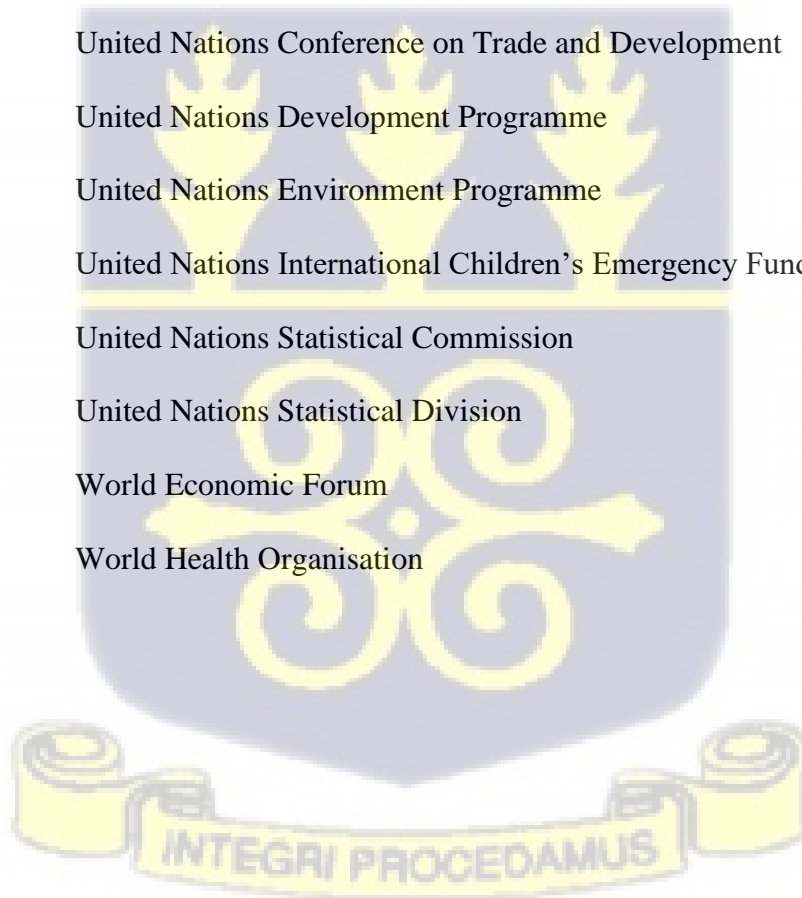 United Nations Conference on Trade and Development
United Nations Development Programme
United Nations Environment Programme
United Nations International Children’s Emergency Fund
United Nations Statistical Commission
United Nations Statistical Division
World Economic Forum
World Health Organisation
INTEGRI PROCEDAMUS